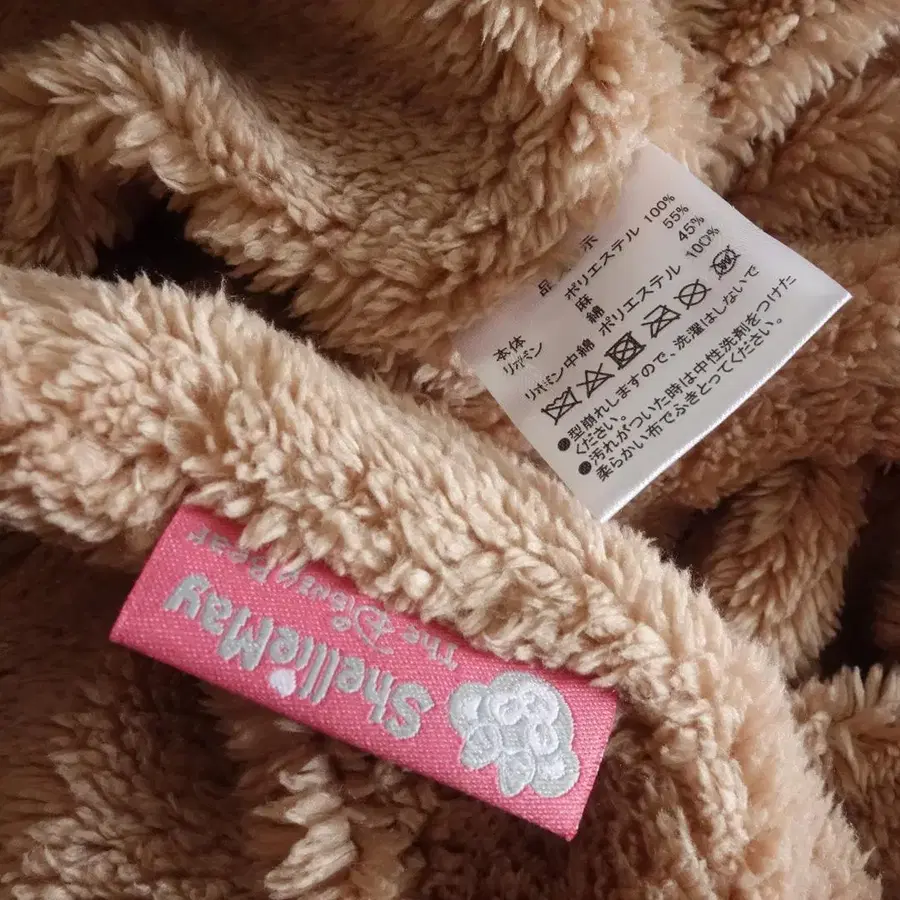 品 示
本体 ポリエステル 100%
リボン 麻 55%
綿 45%
リボン中綿 ポリエステル 100%
●型崩れしますので、洗濯はしないで
ください。
●汚れがついた時は中性洗剤をつけた
柔らかい布でふきとってください。
ShellieMay
The Disney Bear